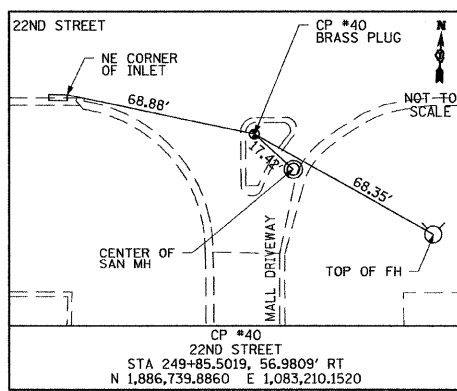 22ND STREET
CP #40
BRASS PLUG
N
NE CORNER
OF INLET
68.88'
NOT TO
SCALE
17.42'
68.35'
CENTER OF
SAN MH
MALL DRIVEWAY
TOP OF FH
CP #40
22ND STREET
STA 249+85.5019, 56.9809' RT
N 1,886,739.8860 E 1,083,210.1520